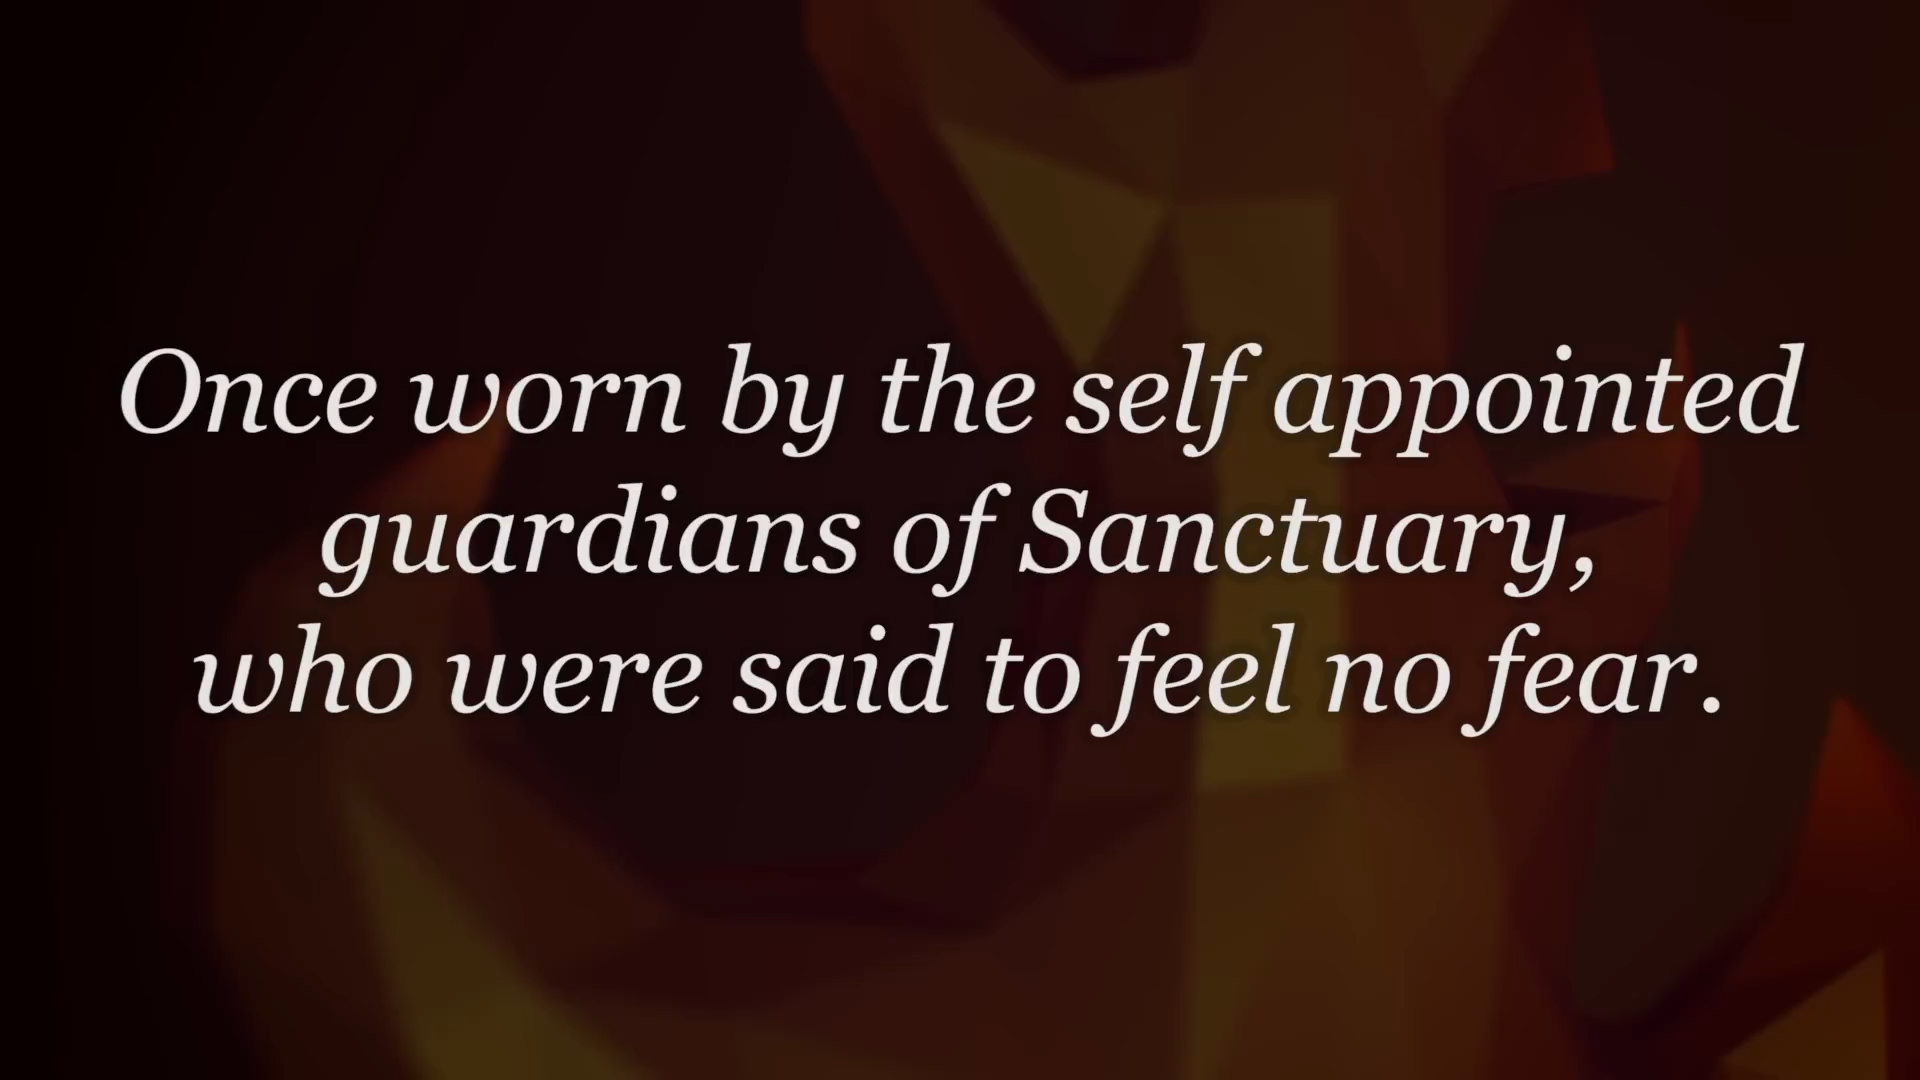 Once worn by the self appointed
guardians of Sanctuary,
who were said to feel no fear.